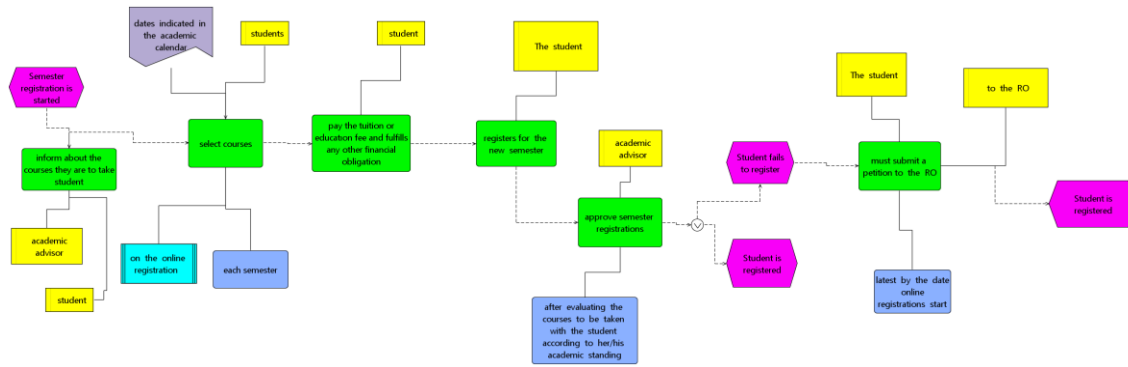 dates indicated in
the academic
calendar
students
student
The student
Semester
registration is
started
The student
to the RO
select courses
pay the tuition or
education fee and fulfills
any other financial
obligation
registers for the
new semester
academic
advisor
Student fails
to register
must submit a
petition to the RO
inform about the
courses they are to take
student
Student is
registered
approve semester
registrations
academic
advisor
on the online
registration
each semester
Student is
registered
student
latest by the date
online
registrations start
after evaluating the
courses to be taken
with the student
according to her/his
academic standing